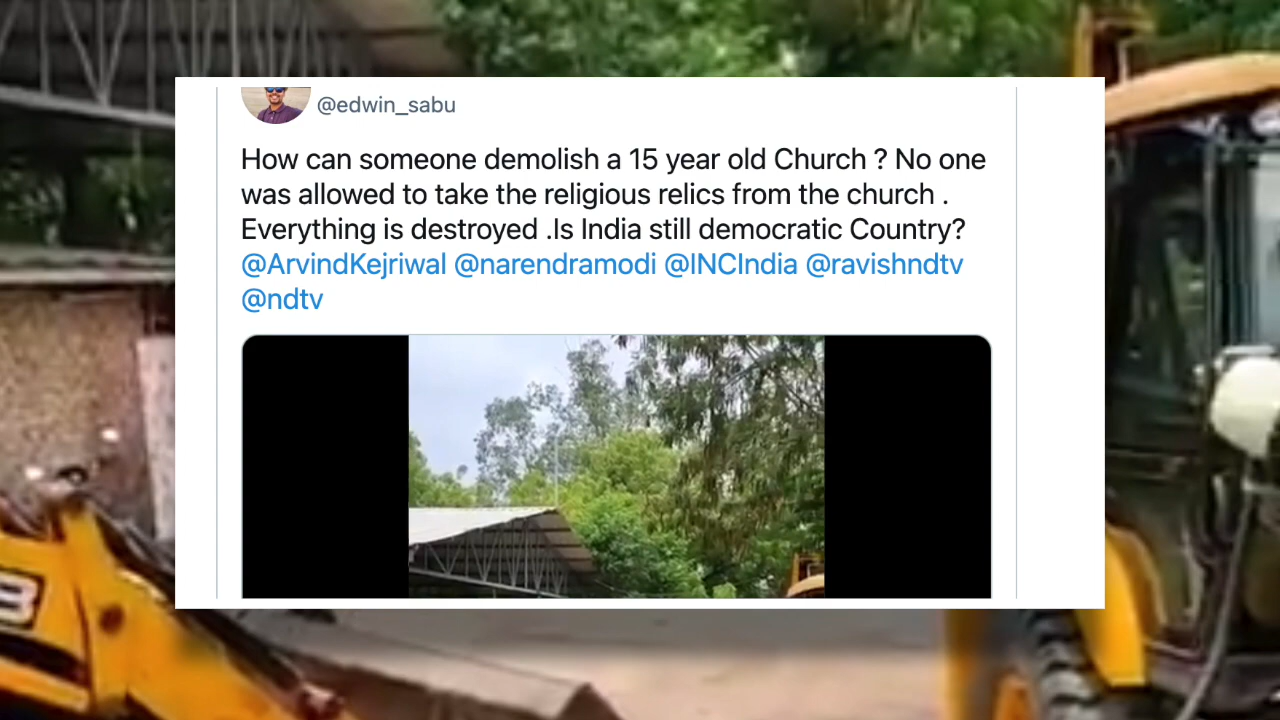 @edwin_sabu
How can someone demolish a 15 year old Church ? No one
was allowed to take the religious relics from the church .
Everything is destroyed .Is India still democratic Country?
@ArvindKejriwal @narendramodi @INCIndia @ravishndtv
@ndtv